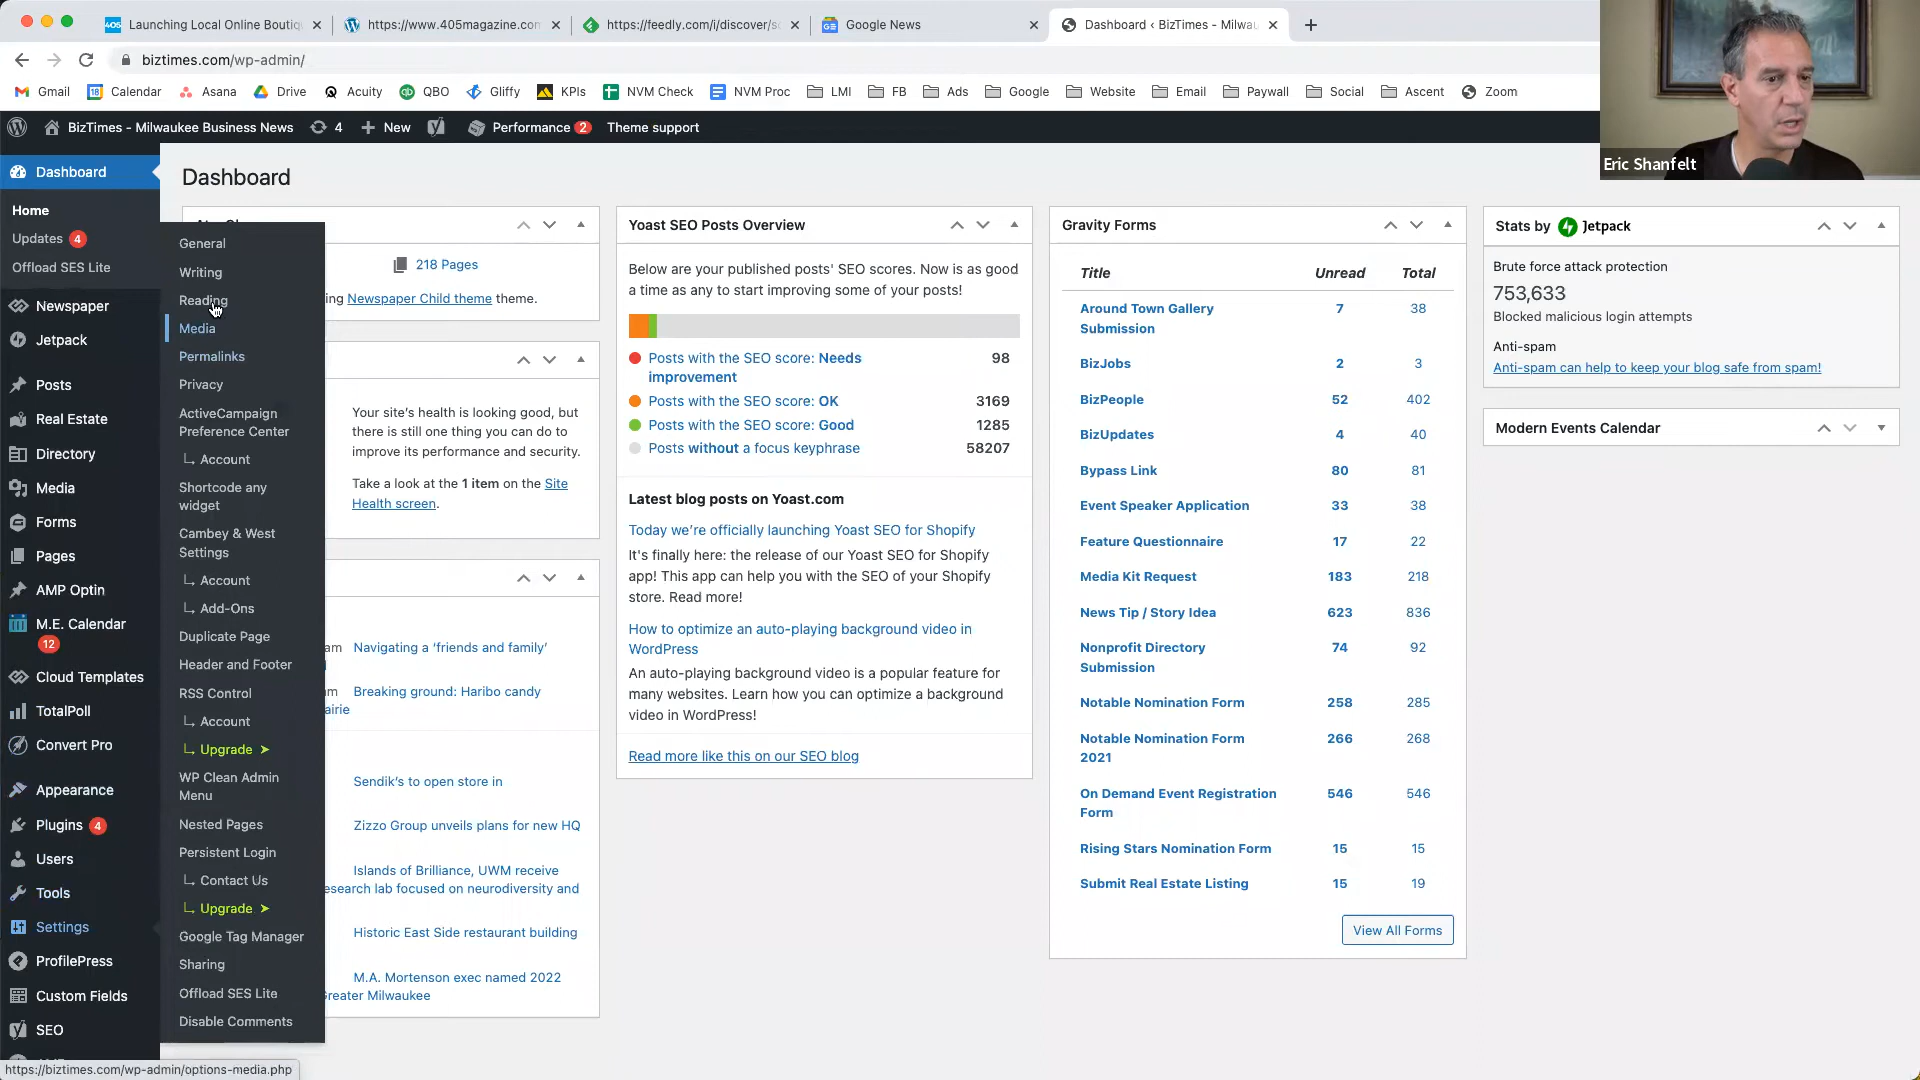 Launching Local Online Boutiq
https://www.405magazine.com
https://feedly.com/i/discover/so
Google News
Dashboard ‹ BizTimes - Milwau
biztimes.com/wp-admin/
Gmail
Calendar
Asana
Drive
Acuity
QBO
Gliffy
KPIs
NVM Check
NVM Proc
LMI
FB
Ads
Google
Website
Email
Paywall
Social
Ascent
Zoom
BizTimes - Milwaukee Business News
4
New
Performance 2
Theme support
Eric Shanfelt
Dashboard
Home
Updates 4
Offload SES Lite
Newspaper
Jetpack
Posts
Real Estate
Directory
Media
Forms
Pages
AMP Optin
M.E. Calendar
12
Cloud Templates
TotalPoll
Convert Pro
Appearance
Plugins 4
Users
Tools
Settings
ProfilePress
Custom Fields
SEO
General
Writing
Reading
Media
Permalinks
Privacy
ActiveCampaign
Preference Center
Account
Shortcode any
widget
Cambey & West
Settings
Account
Add-Ons
Duplicate Page
Header and Footer
RSS Control
Account
Upgrade ➤
WP Clean Admin
Menu
Nested Pages
Persistent Login
Contact Us
Upgrade ➤
Google Tag Manager
Sharing
Offload SES Lite
Disable Comments
Dashboard
218 Pages
ing Newspaper Child theme theme.
Your site's health is looking good, but
there is still one thing you can do to
improve its performance and security.
Take a look at the 1 item on the Site
Health screen.
am Navigating a 'friends and family'
am Breaking ground: Haribo candy
airie
Sendik's to open store in
Zizzo Group unveils plans for new HQ
Islands of Brilliance, UWM receive
esearch lab focused on neurodiversity and
Historic East Side restaurant building
M.A. Mortenson exec named 2022
Greater Milwaukee
Yoast SEO Posts Overview
Below are your published posts' SEO scores. Now is as good
a time as any to start improving some of your posts!
Posts with the SEO score: Needs
improvement
98
Posts with the SEO score: OK 3169
Posts with the SEO score: Good 1285
Posts without a focus keyphrase 58207
Latest blog posts on Yoast.com
Today we're officially launching Yoast SEO for Shopify
It's finally here: the release of our Yoast SEO for Shopify
app! This app can help you with the SEO of your Shopify
store. Read more!
How to optimize an auto-playing background video in
WordPress
An auto-playing background video is a popular feature for
many websites. Learn how you can optimize a background
video in WordPress!
Read more like this on our SEO blog
Gravity Forms
Title Unread Total
Around Town Gallery
Submission
7 38
BizJobs 2 3
BizPeople 52 402
BizUpdates 4 40
Bypass Link 80 81
Event Speaker Application 33 38
Feature Questionnaire 17 22
Media Kit Request 183 218
News Tip / Story Idea 623 836
Nonprofit Directory
Submission
74 92
Notable Nomination Form 258 285
Notable Nomination Form
2021
266 268
On Demand Event Registration
Form
546 546
Rising Stars Nomination Form 15 15
Submit Real Estate Listing 15 19
View All Forms
Stats by Jetpack
Brute force attack protection
753,633
Blocked malicious login attempts
Anti-spam
Anti-spam can help to keep your blog safe from spam!
Modern Events Calendar
https://biztimes.com/wp-admin/options-media.php